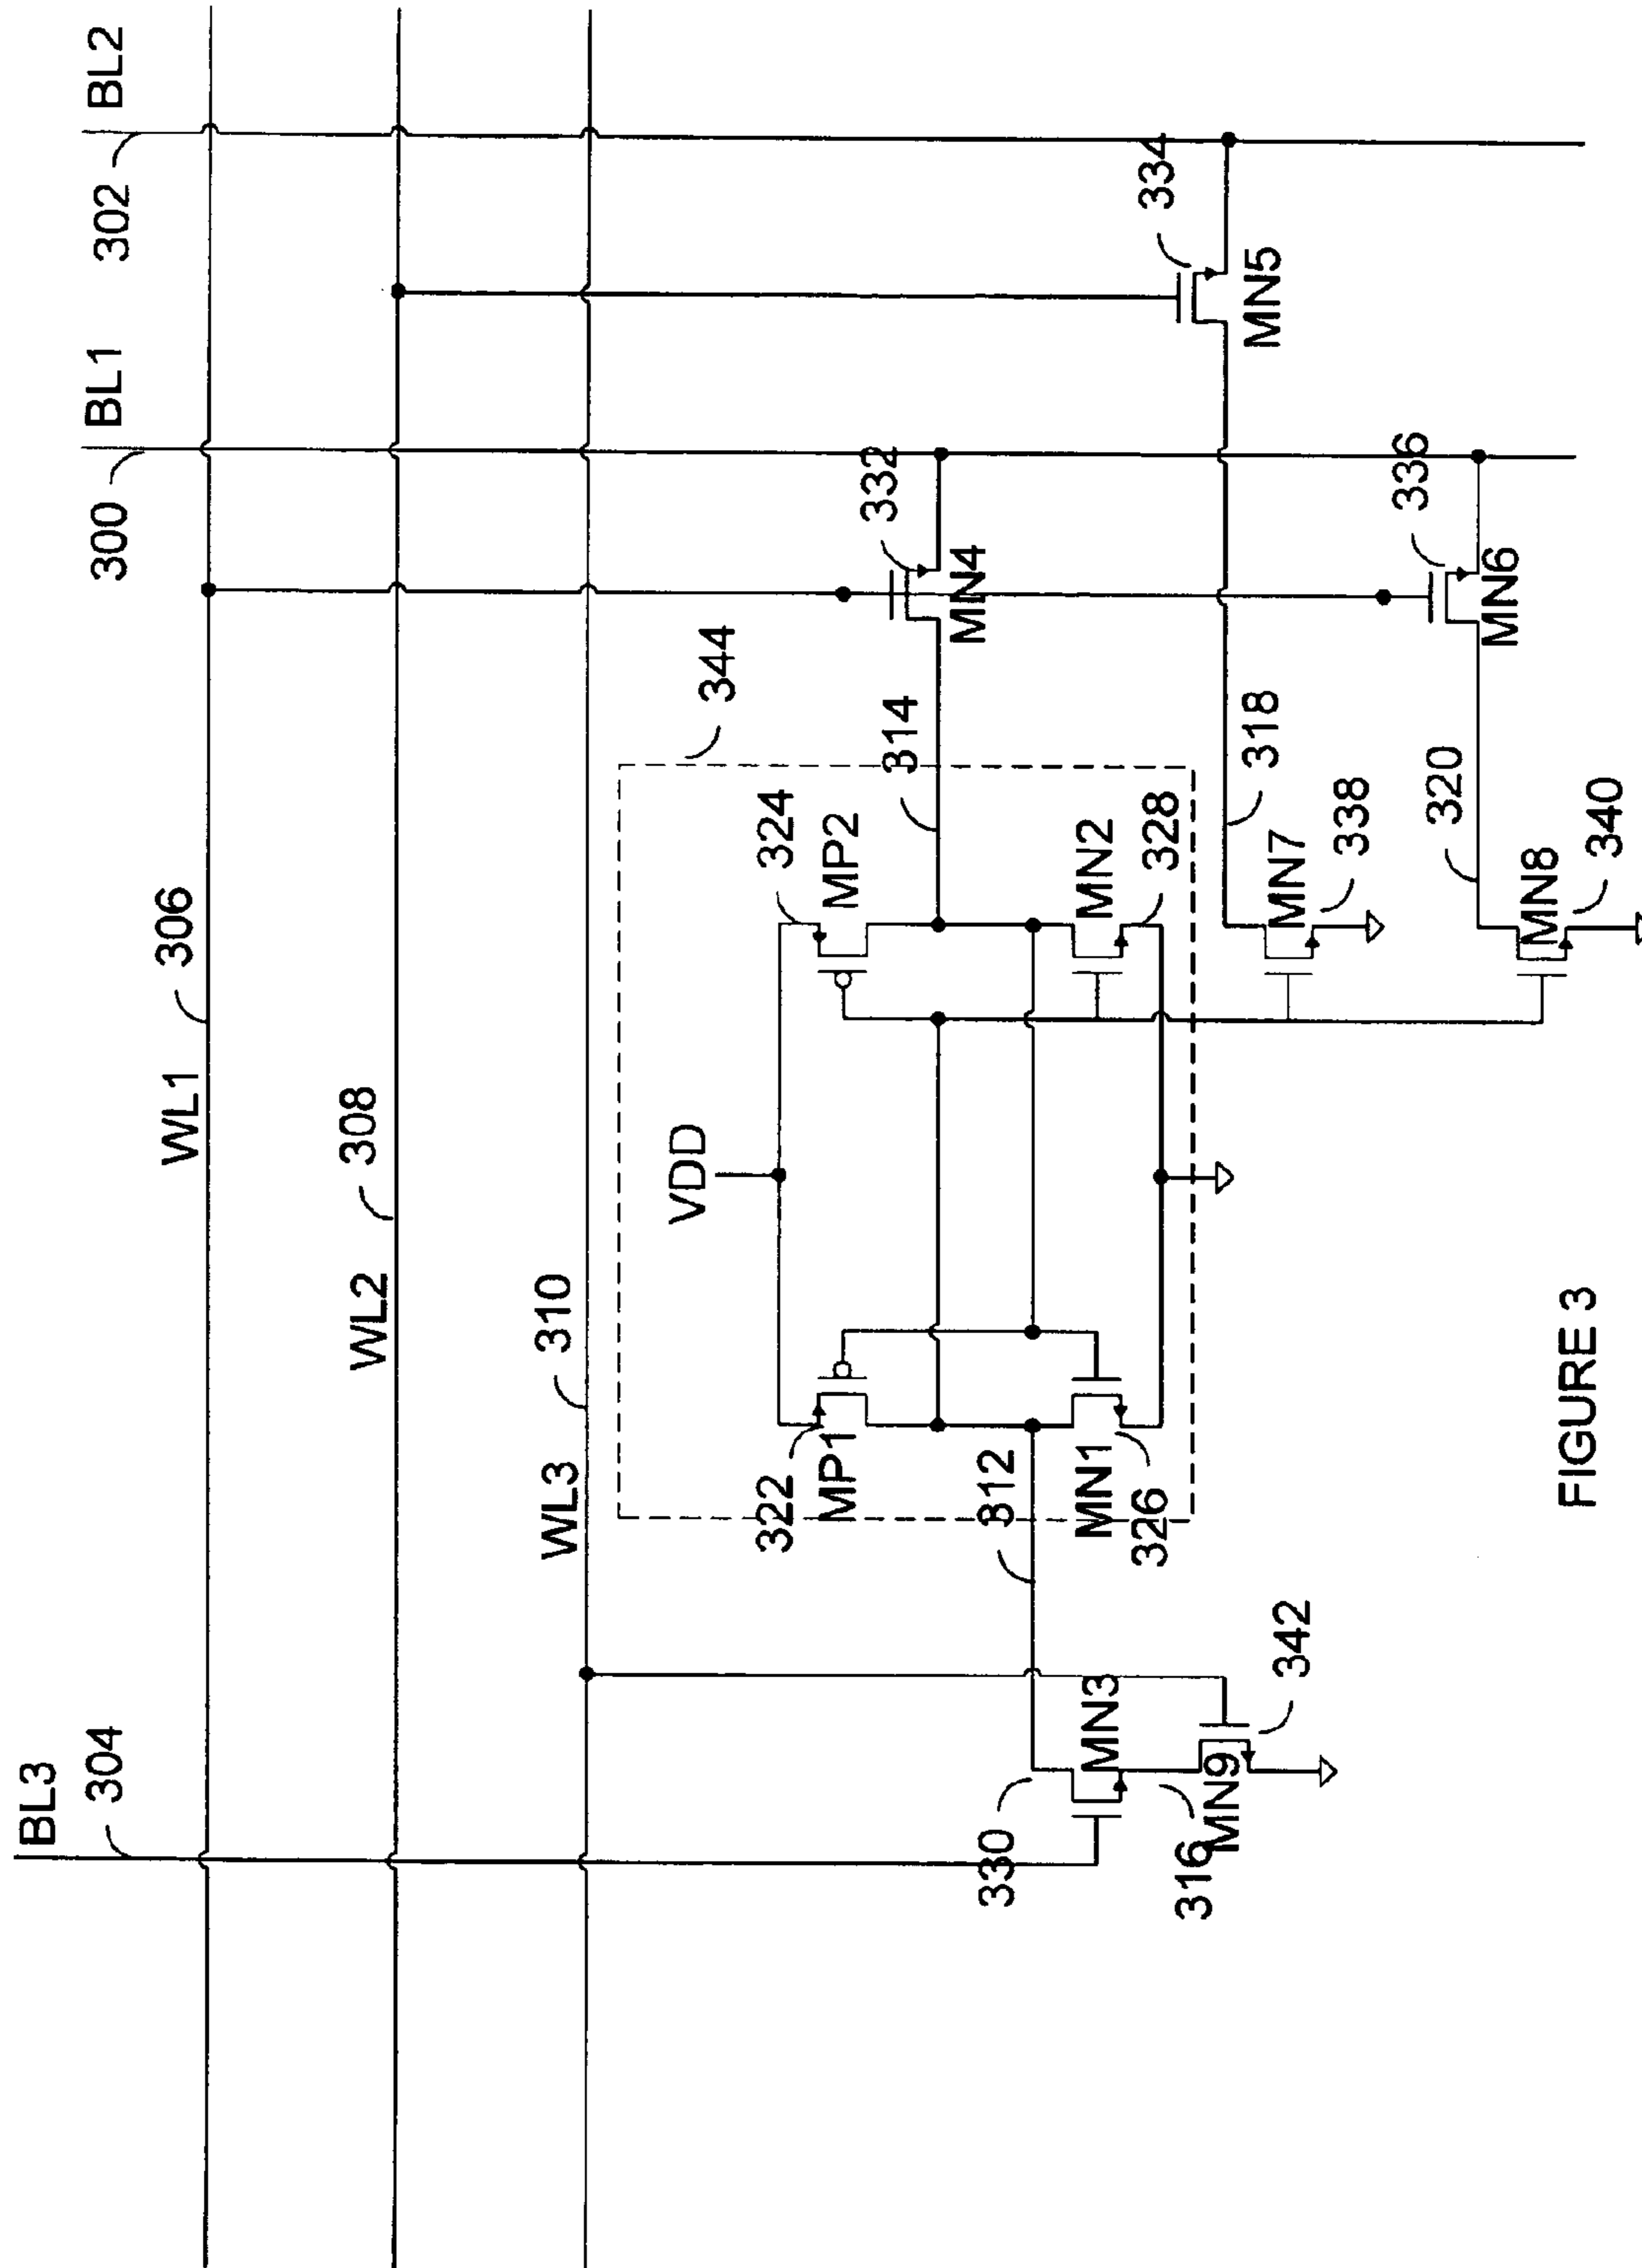 BL3
304
BL1
300
BL2
302
WL1
306
WL2
308
WL3
310
VDD
344
322
MP1
324
MP2
314
332
MN4
312
MN1
326
MN2
328
330
MN3
316
MN9
342
334
MN5
318
MN7
338
336
MN6
320
MN8
340
FIGURE 3